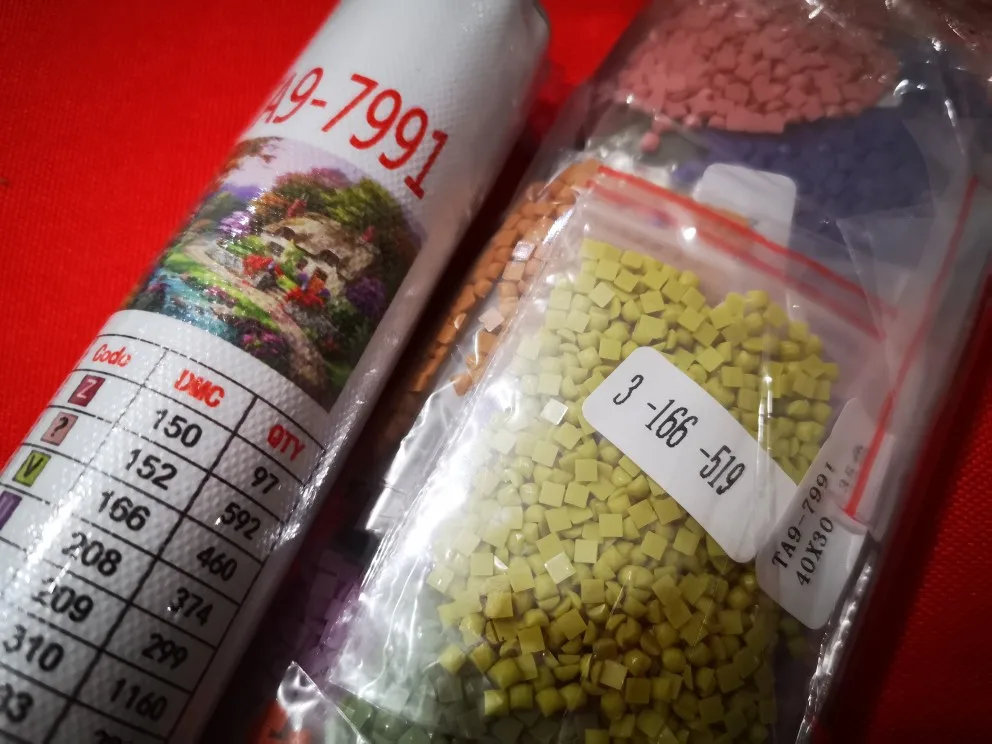 A9-7991
Code DMC QTY
Z 150 97
? 152 592
V 166 460
208 374
209 299
310 1160
33
3 -166 -519
TA9-7991
40X30